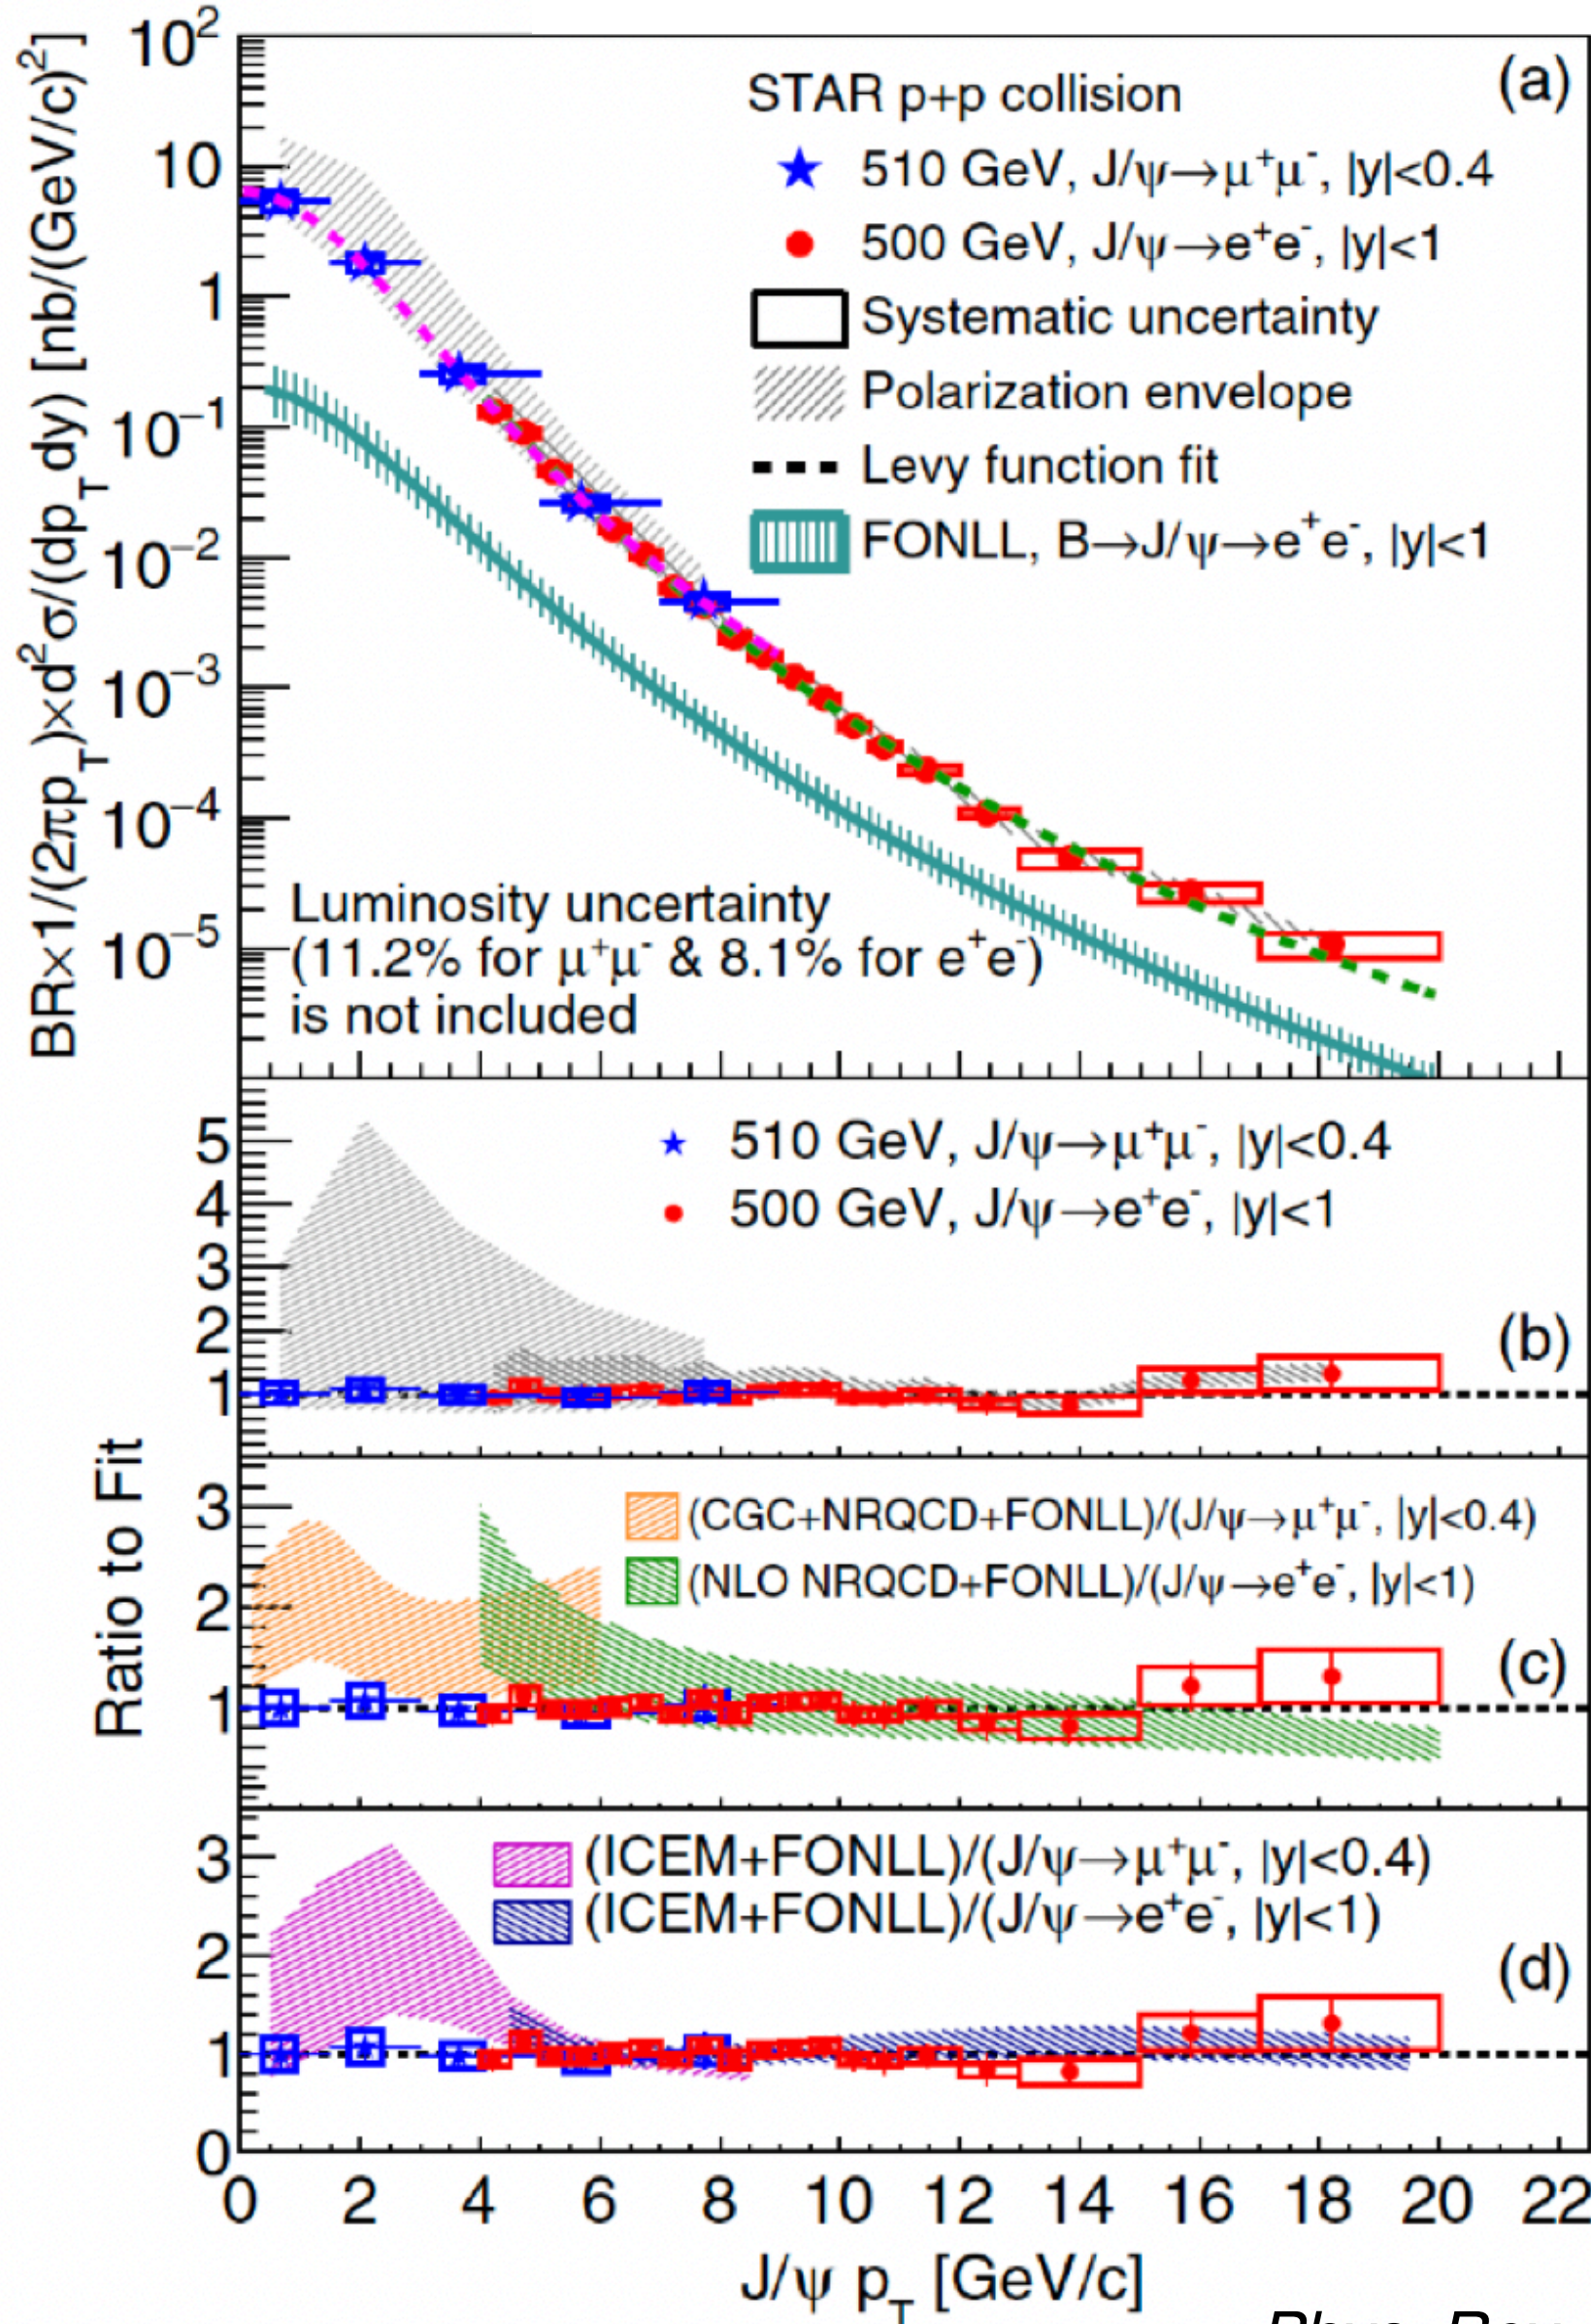 BR×1/(2πp_T)×d²σ/(dp_T dy) [nb/(GeV/c)²]
10²
10
1
10⁻¹
10⁻²
10⁻³
10⁻⁴
10⁻⁵
(a)
STAR p+p collision
510 GeV, J/ψ→μ⁺μ⁻, |y|<0.4
500 GeV, J/ψ→e⁺e⁻, |y|<1
Systematic uncertainty
Polarization envelope
Levy function fit
FONLL, B→J/ψ→e⁺e⁻, |y|<1
Luminosity uncertainty
(11.2% for μ⁺μ⁻ & 8.1% for e⁺e⁻)
is not included
Ratio to Fit
5
4
3
2
1
510 GeV, J/ψ→μ⁺μ⁻, |y|<0.4
500 GeV, J/ψ→e⁺e⁻, |y|<1
(b)
3
2
1
(CGC+NRQCD+FONLL)/(J/ψ→μ⁺μ⁻, |y|<0.4)
(NLO NRQCD+FONLL)/(J/ψ→e⁺e⁻, |y|<1)
(c)
3
2
1
0
(ICEM+FONLL)/(J/ψ→μ⁺μ⁻, |y|<0.4)
(ICEM+FONLL)/(J/ψ→e⁺e⁻, |y|<1)
(d)
0 2 4 6 8 10 12 14 16 18 20 22
J/ψ p_T [GeV/c]